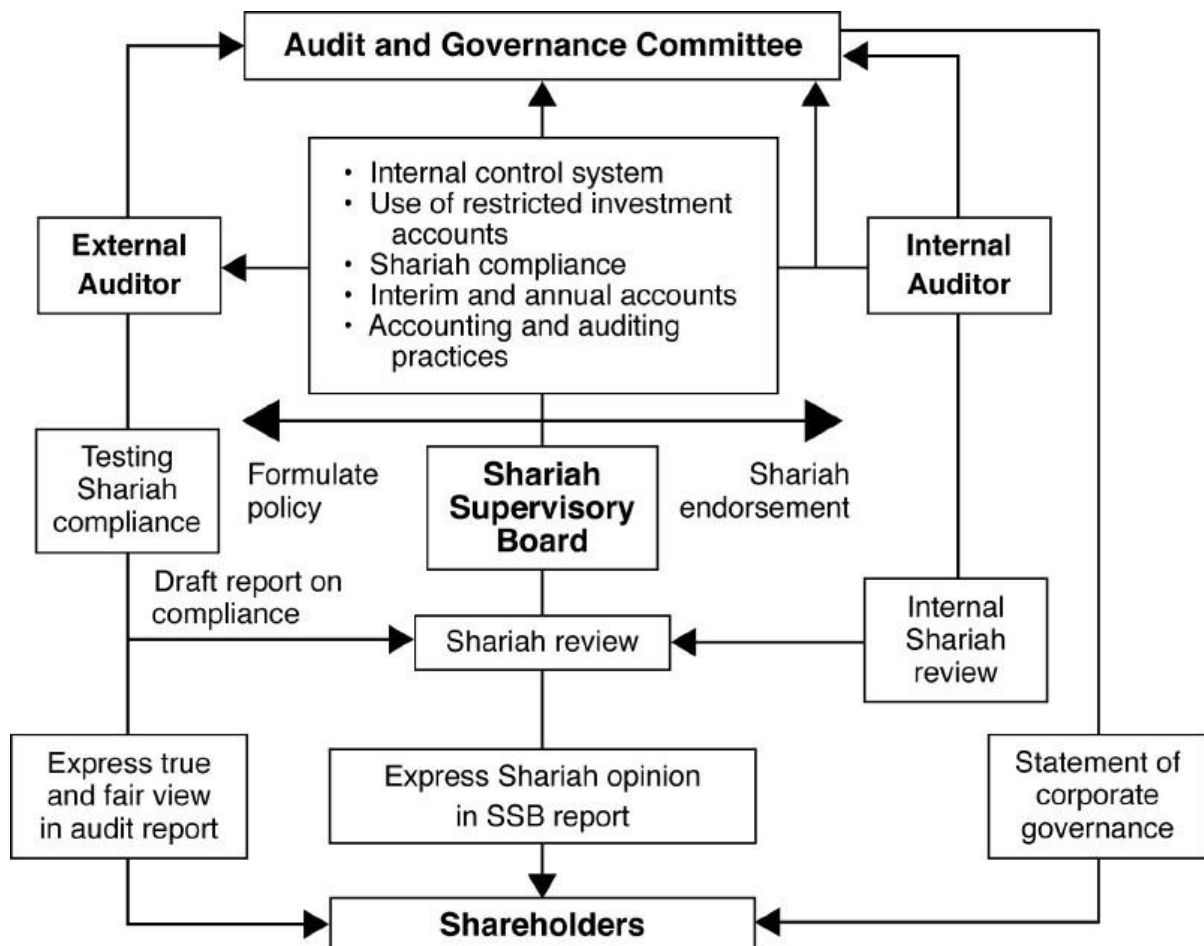 Audit and Governance Committee
• Internal control system
• Use of restricted investment
accounts
• Shariah compliance
• Interim and annual accounts
• Accounting and auditing
practices
External
Auditor
Internal
Auditor
Testing
Shariah
compliance
Formulate
policy
Shariah
Supervisory
Board
Shariah
endorsement
Draft report on
compliance
Shariah review
Internal
Shariah
review
Express true
and fair view
in audit report
Express Shariah opinion
in SSB report
Statement of
corporate
governance
Shareholders